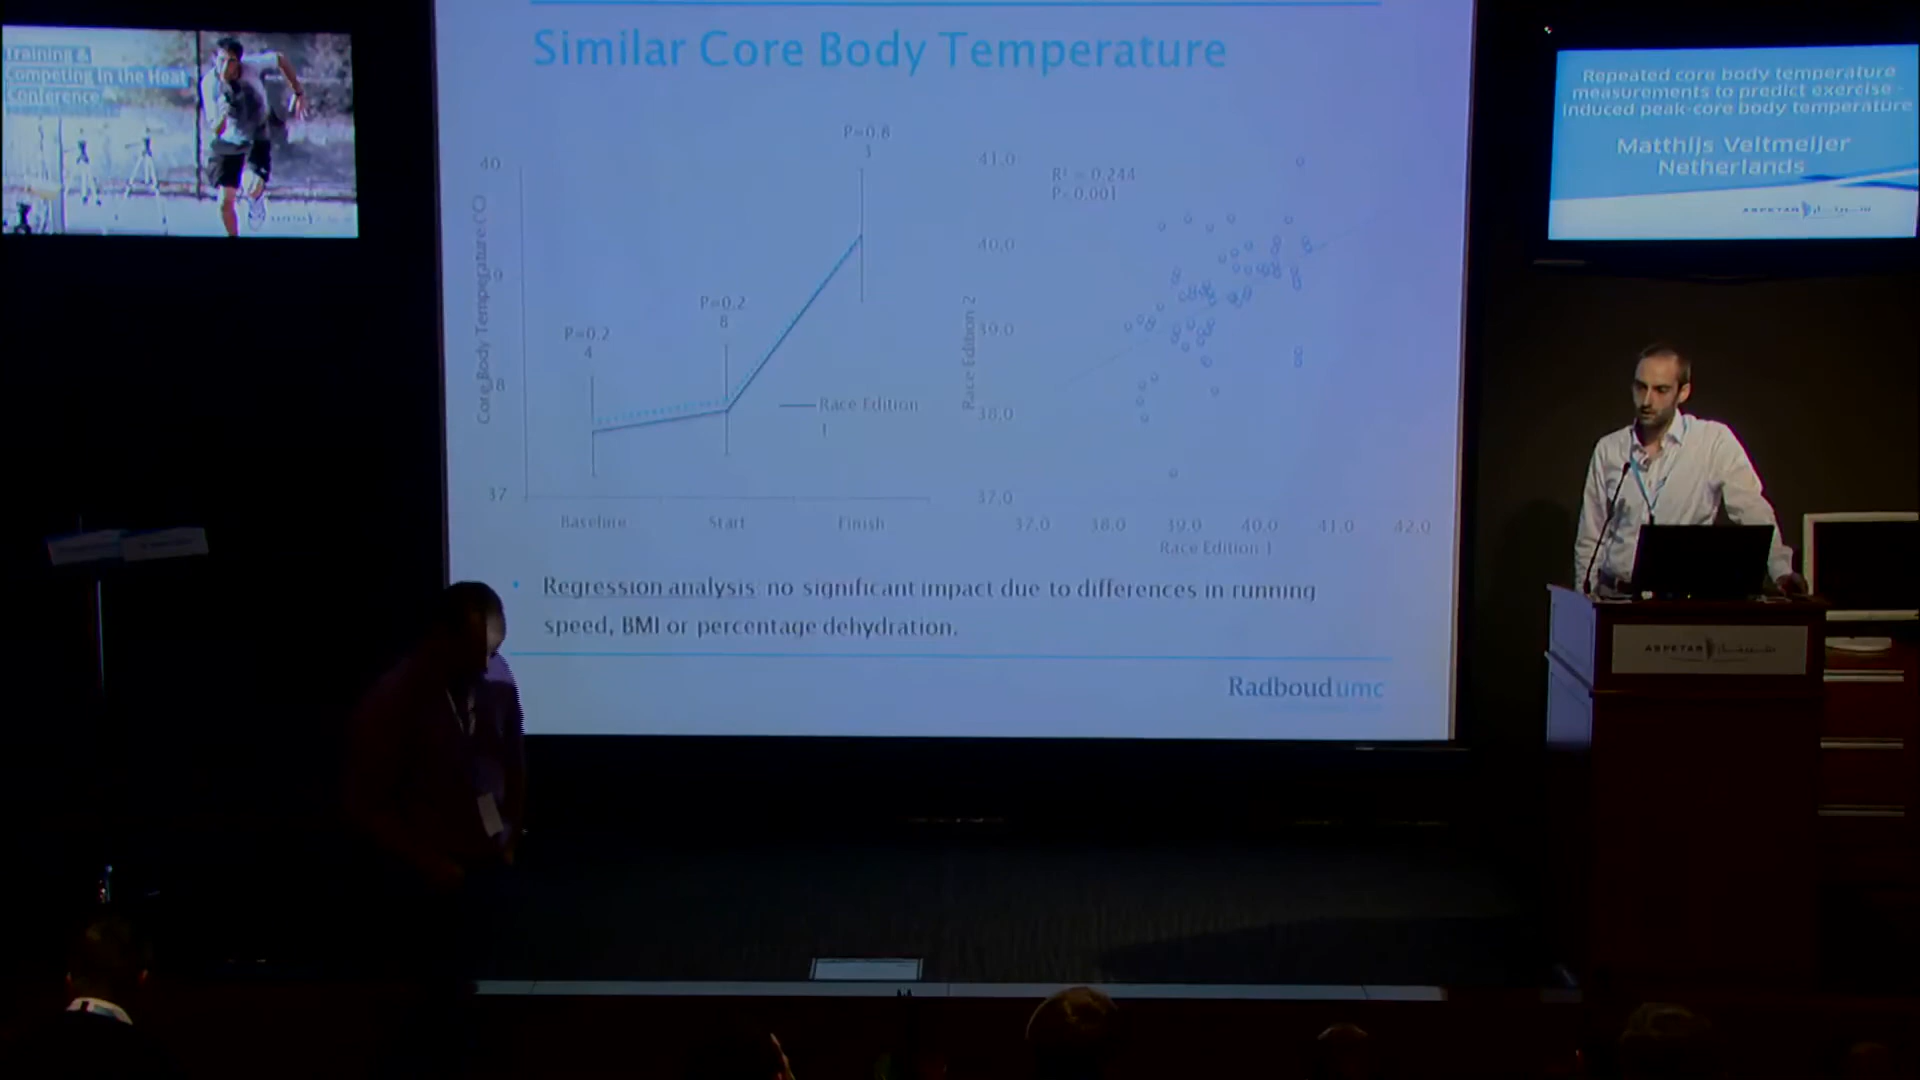 Training &
Competing in the Heat
Conference
Similar Core Body Temperature
Core Body Temperature (°C)
40
39
38
37
P=0.2
4
P=0.2
8
P=0.8
1
Race Edition
1
Baseline
Start
Finish
R² = 0.244
P<0.001
Race Edition 2
41.0
40.0
39.0
38.0
37.0
37.0 38.0 39.0 40.0 41.0 42.0
Race Edition 1
• Regression analysis: no significant impact due to differences in running
speed, BMI or percentage dehydration.
Radboudumc
Repeated core body temperature
measurements to predict exercise -
induced peak-core body temperature
Matthijs Veltmeijer
Netherlands
ASPETAR
ASPETAR